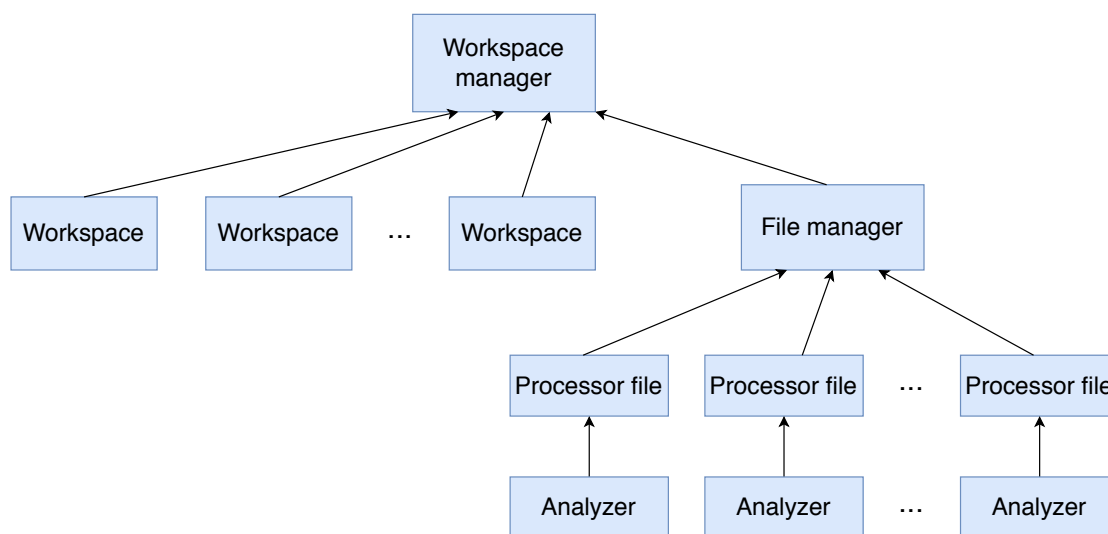 Workspace
manager
Workspace
Workspace
...
Workspace
File manager
Processor file
Processor file
...
Processor file
Analyzer
Analyzer
...
Analyzer